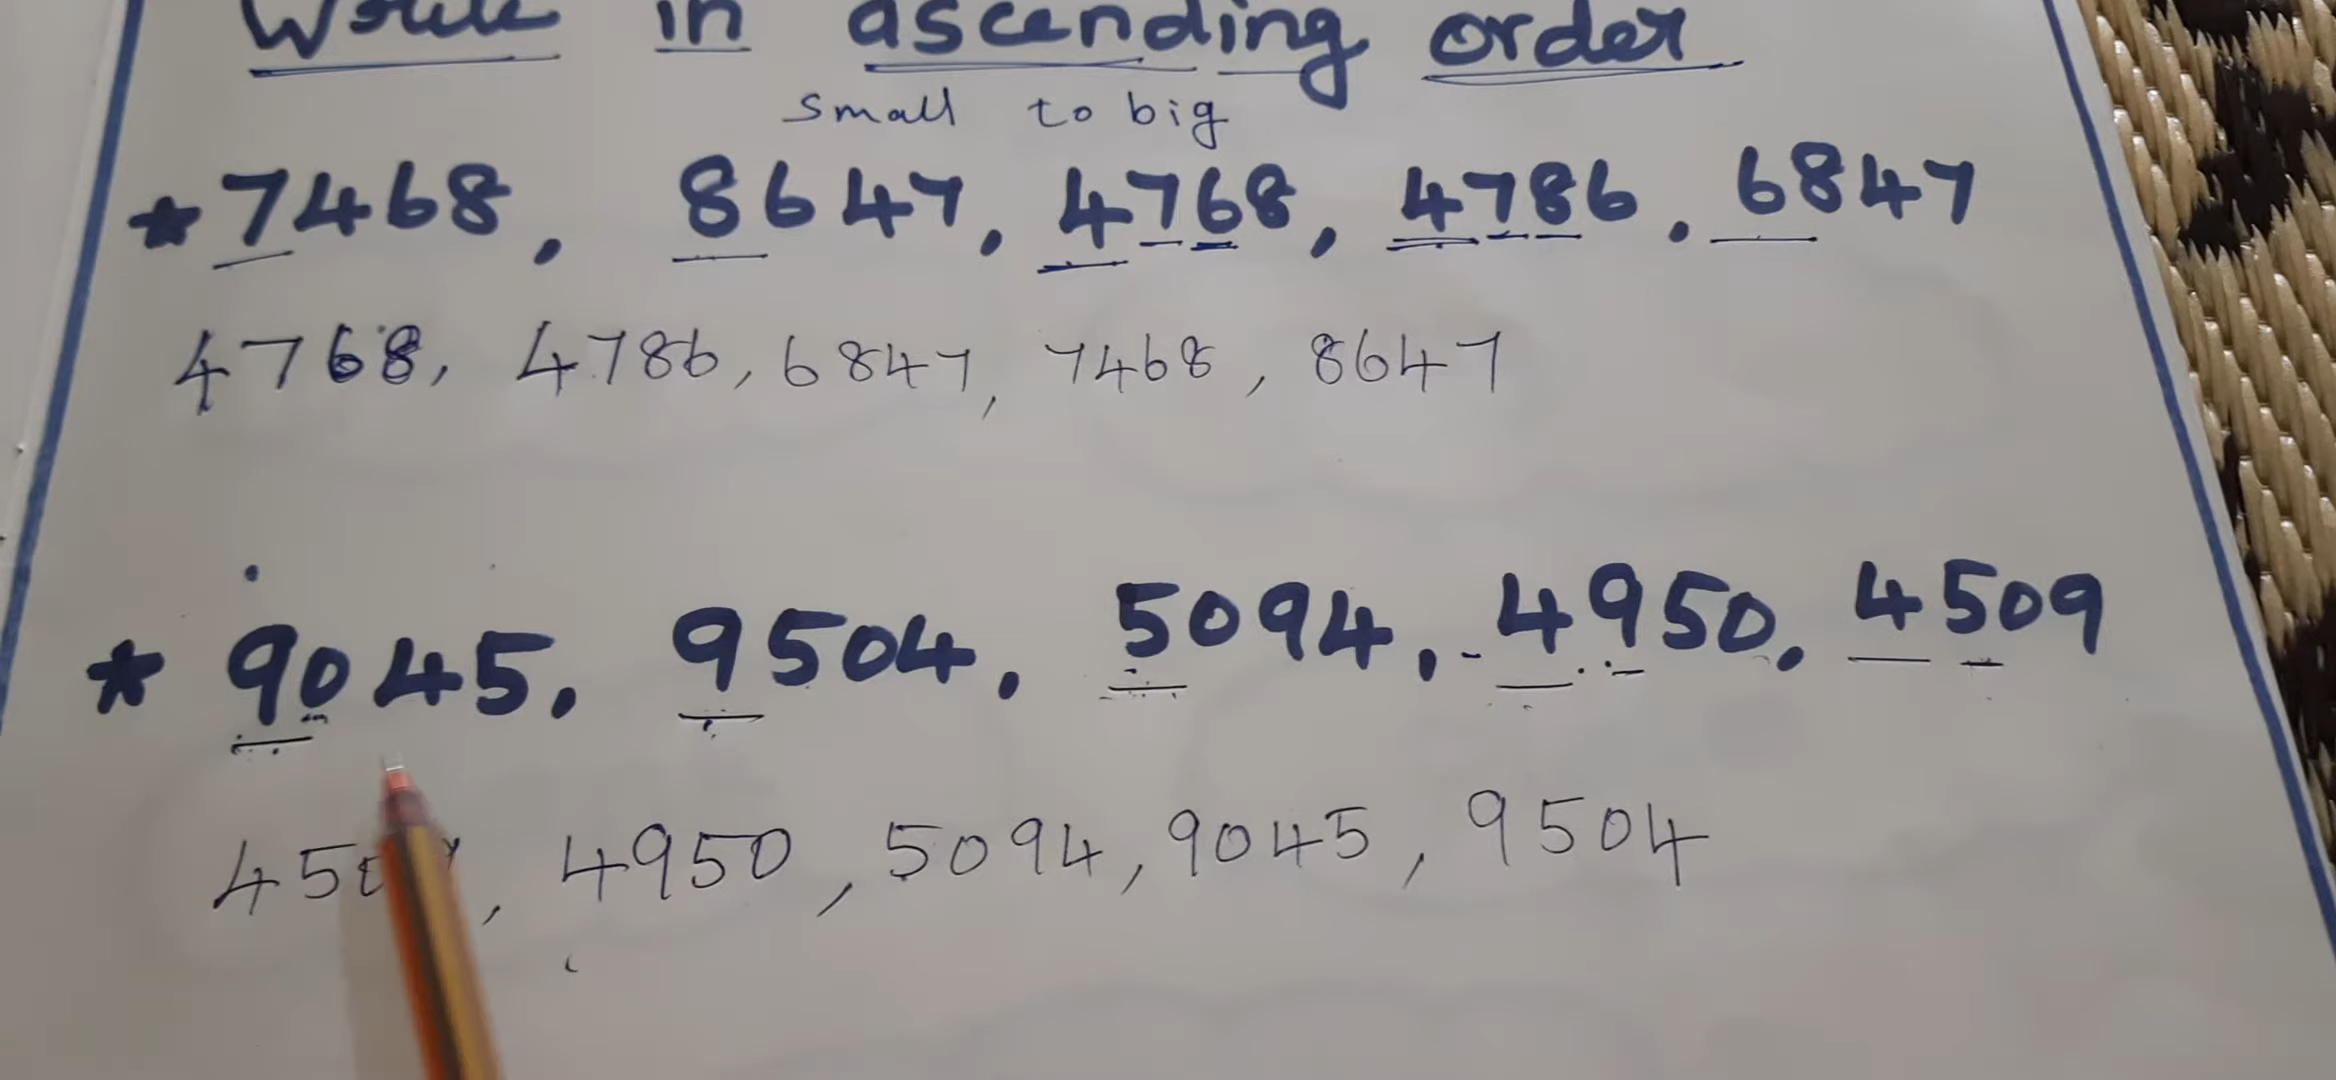 Write in ascending order
small to big
* 7468, 8647, 4768, 4786, 6847
4768, 4786, 6847, 7468, 8647
* 9045, 9504, 5094, 4950, 4509
4950, 5094, 9045, 9504